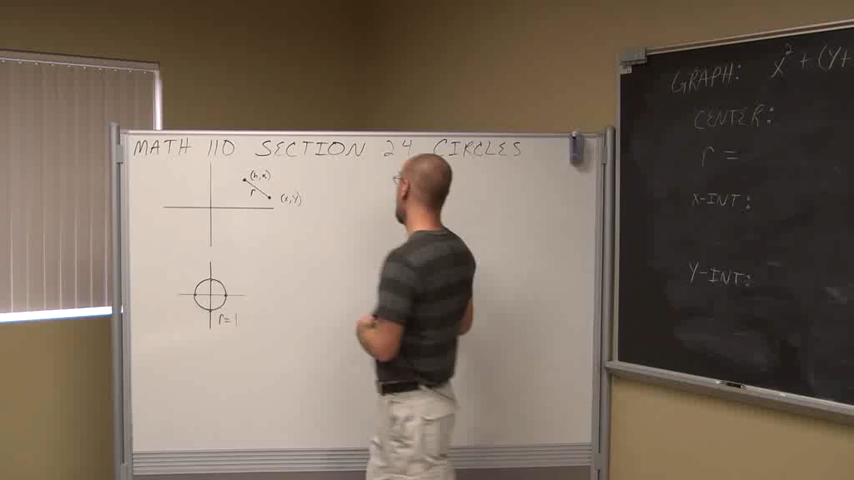 MATH 110 SECTION 2.4 CIRCLES
(h,k)
r
(x,y)
r=1
GRAPH: x² + (y+
CENTER:
r =
X-INT:
Y-INT: